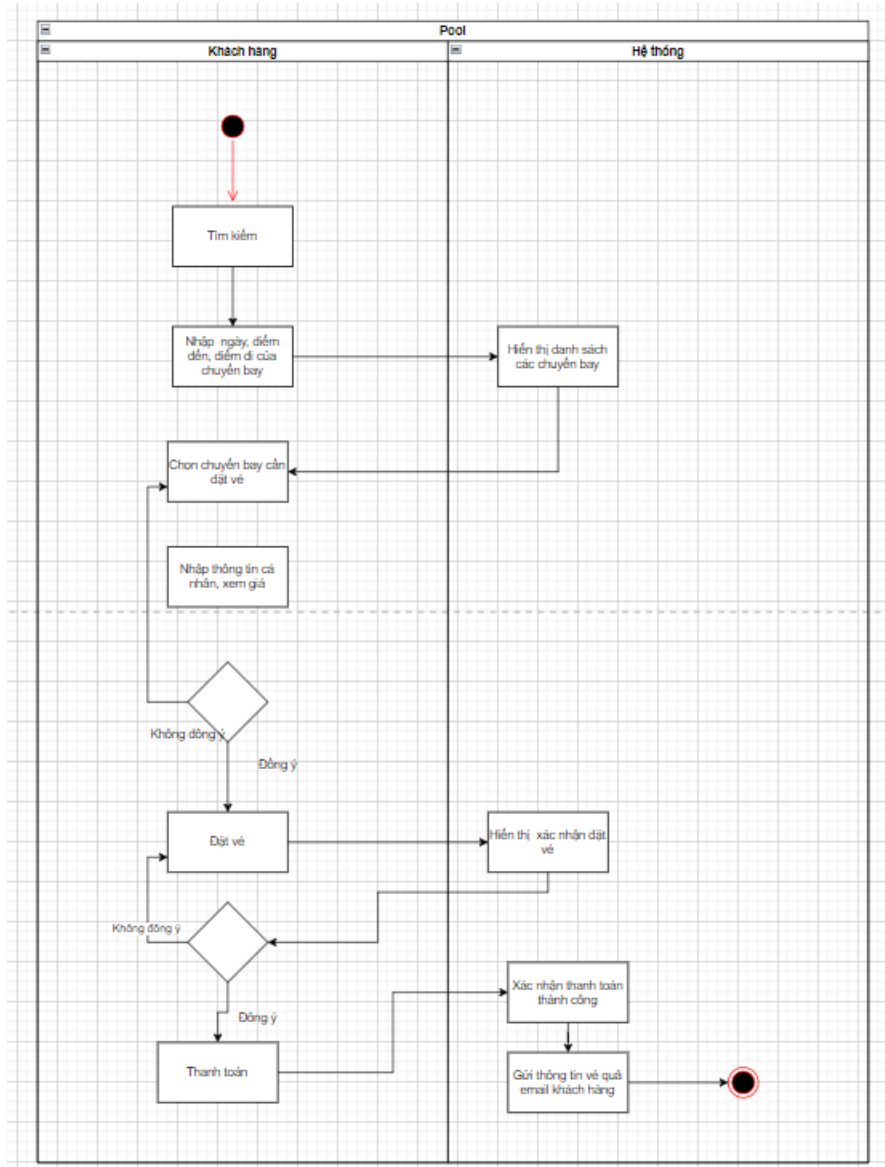 Pool
Khách hàng
Hệ thống
Tìm kiếm
Nhập ngày, điểm
đến, điểm đi của
chuyến bay
Hiển thị danh sách
các chuyến bay
Chọn chuyến bay cần
đặt vé
Nhập thông tin cá
nhân, xem giá
Không đồng ý
Đồng ý
Đặt vé
Hiển thị xác nhận đặt
vé
Không đồng ý
Đồng ý
Xác nhận thanh toán
thành công
Thanh toán
Gửi thông tin vé quâ
email khách hàng